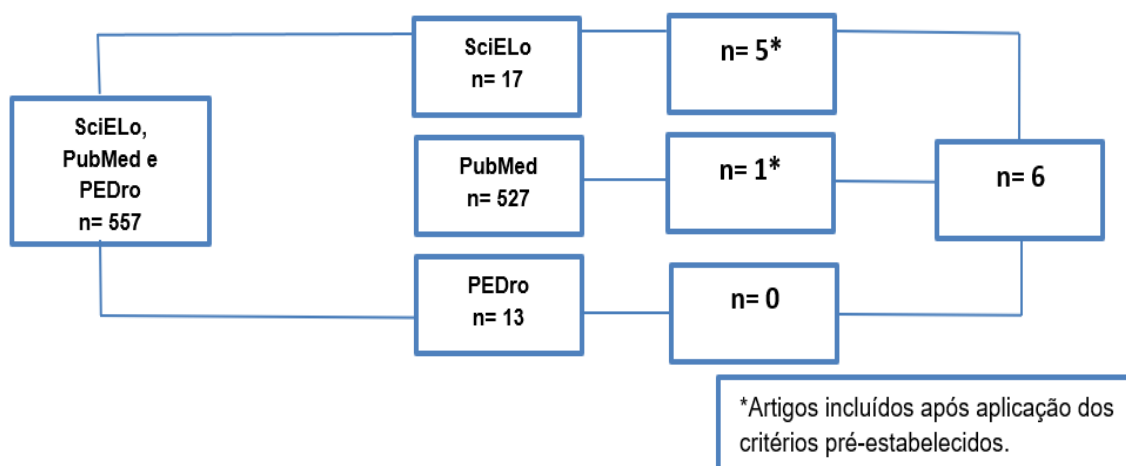 SciELo,
PubMed e
PEDro
n= 557
SciELo
n= 17
n= 5*
PubMed
n= 527
n= 1*
PEDro
n= 13
n= 0
n= 6
*Artigos incluídos após aplicação dos
critérios pré-estabelecidos.